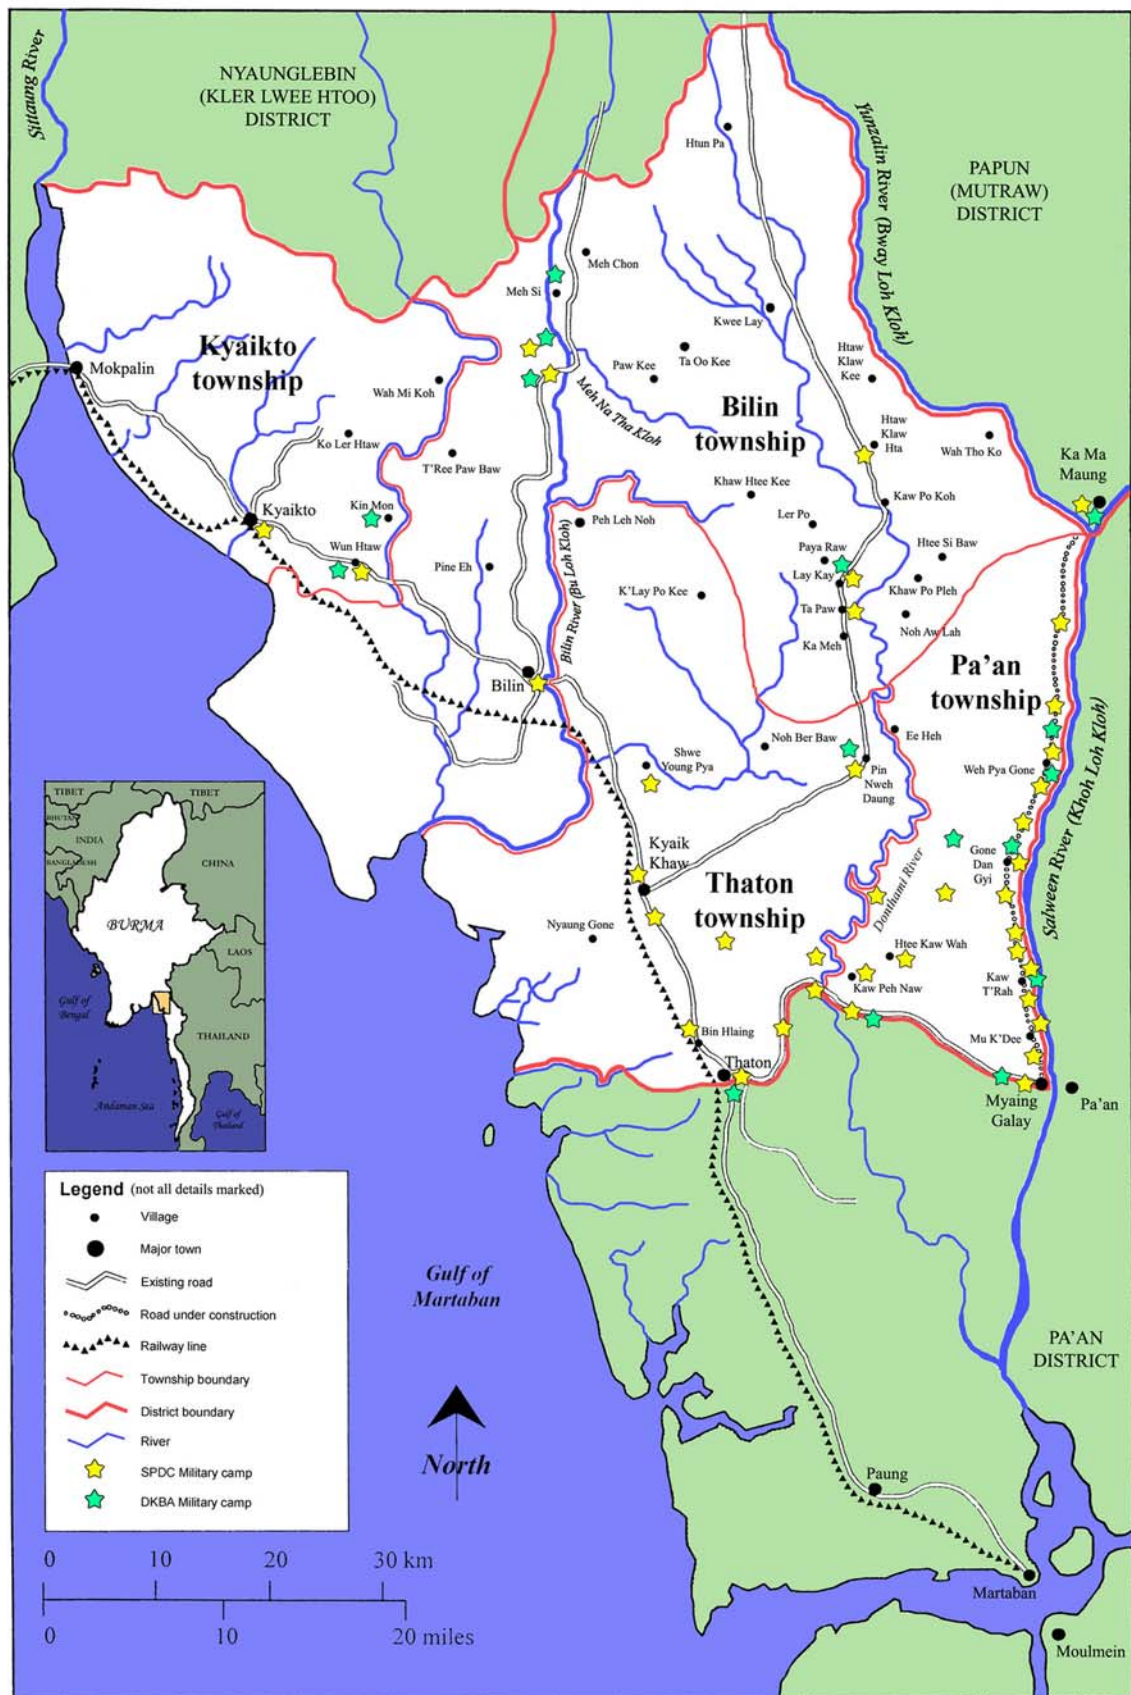 Sittaung River
NYAUNGLEBIN
(KLER LWEE HTOO)
DISTRICT
Yunzalin River (Bway Loh Kloh)
PAPUN
(MUTRAW)
DISTRICT
Htun Pa
Meh Chon
Meh Si
Kwee Lay
Kyaikto
township
Mokpalin
Wah Mi Koh
Paw Kee
Ta Oo Kee
Meh Na Tha Kloh
Htaw
Klaw
Kee
Bilin
township
Ko Ler Htaw
T'Ree Paw Baw
Htaw
Klaw
Hta
Wah Tho Ko
Ka Ma
Maung
Khaw Htee Kee
Kaw Po Koh
Kyaikto
Kin Mon
Peh Leh Noh
Ler Po
Wun Htaw
Pine Eh
Bilin River (Bu Loh Kloh)
Paya Raw
Htee Si Baw
Lay Kay
Khaw Po Pleh
K'Lay Po Kee
Ta Paw
Noh Aw Lah
Ka Meh
Pa'an
township
Bilin
Noh Ber Baw
Ee Heh
Shwe
Young Pya
Pin
Nweh
Daung
Weh Pya Gone
Salween River (Khoh Loh Kloh)
TIBET
TIBET
BHUTAN
INDIA
BANGLADESH
CHINA
BURMA
LAOS
Gulf of
Bengal
THAILAND
Andaman Sea
Gulf of
Thailand
Kyaik
Khaw
Thaton
township
Gone
Dan
Gyi
Donthami River
Nyaung Gone
Htee Kaw Wah
Kaw Peh Naw
Kaw
T'Rah
Bin Hlaing
Mu K'Dee
Thaton
Myaing
Galay
Pa'an
Legend (not all details marked)
Village
Major town
Existing road
Road under construction
Railway line
Township boundary
District boundary
River
SPDC Military camp
DKBA Military camp
Gulf of
Martaban
North
PA'AN
DISTRICT
Paung
Martaban
Moulmein
0 10 20 30 km
0 10 20 miles